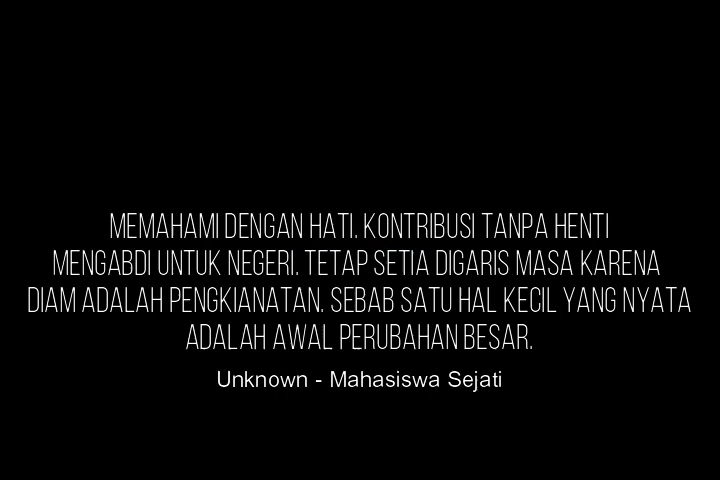 MEMAHAMI DENGAN HATI. KONTRIBUSI TANPA HENTI
MENGABDI UNTUK NEGERI. TETAP SETIA DIGARIS MASA KARENA
DIAM ADALAH PENGKIANATAN. SEBAB SATU HAL KECIL YANG NYATA
ADALAH AWAL PERUBAHAN BESAR.
Unknown - Mahasiswa Sejati